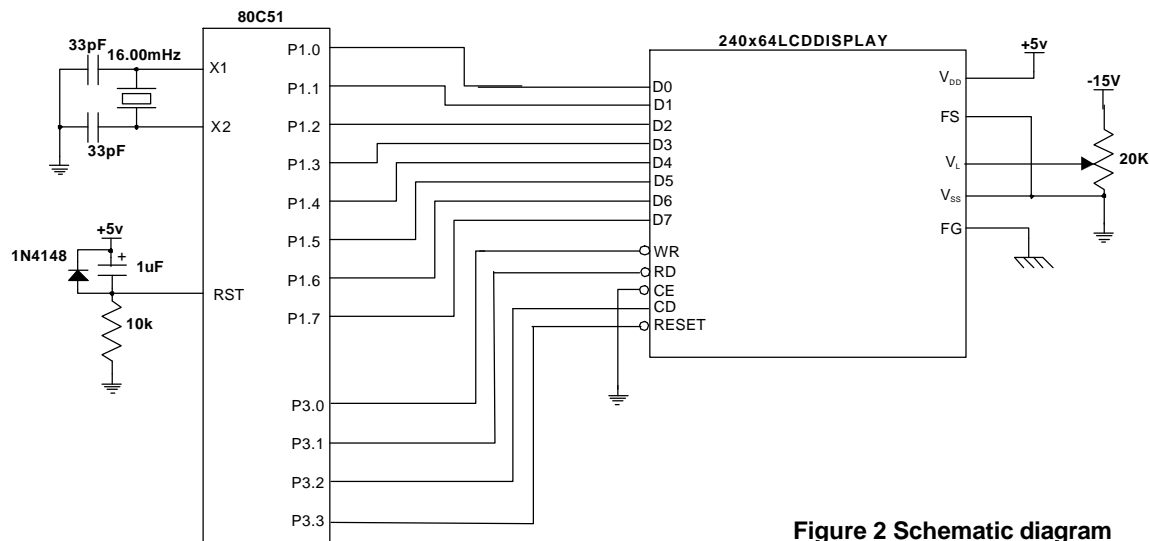 80C51
33pF
16.00mHz
X1
X2
33pF
+5v
1N4148
+
1uF
RST
10k
P1.0
P1.1
P1.2
P1.3
P1.4
P1.5
P1.6
P1.7
P3.0
P3.1
P3.2
P3.3
240x64LCDDISPLAY
D0
D1
D2
D3
D4
D5
D6
D7
WR
RD
CE
CD
RESET
VDD
FS
VL
VSS
FG
+5v
-15V
20K
Figure 2 Schematic diagram